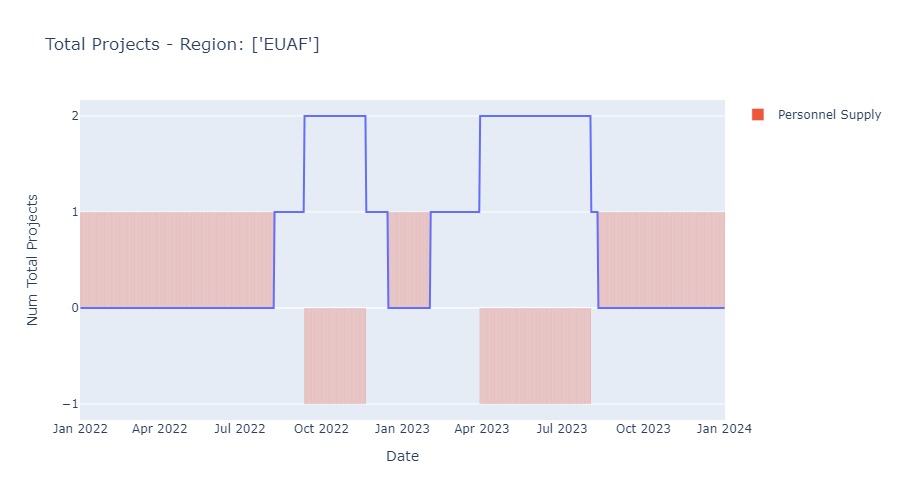 Total Projects - Region: ['EUAF']
Personnel Supply
Num Total Projects
2
1
0
−1
Jan 2022 Apr 2022 Jul 2022 Oct 2022 Jan 2023 Apr 2023 Jul 2023 Oct 2023 Jan 2024
Date